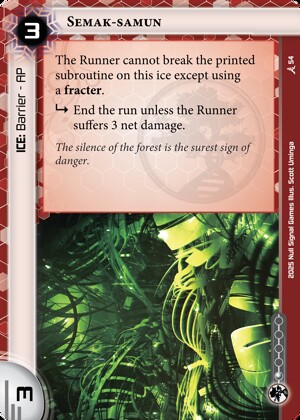 3
SEMAK-SAMUN
ICE: Barrier - AP
The Runner cannot break the printed
subroutine on this ice except using
a fracter.
↳ End the run unless the Runner
suffers 3 net damage.
The silence of the forest is the surest sign of
danger.
54
2025 Null Signal Games Illus. Scott Uminga
3